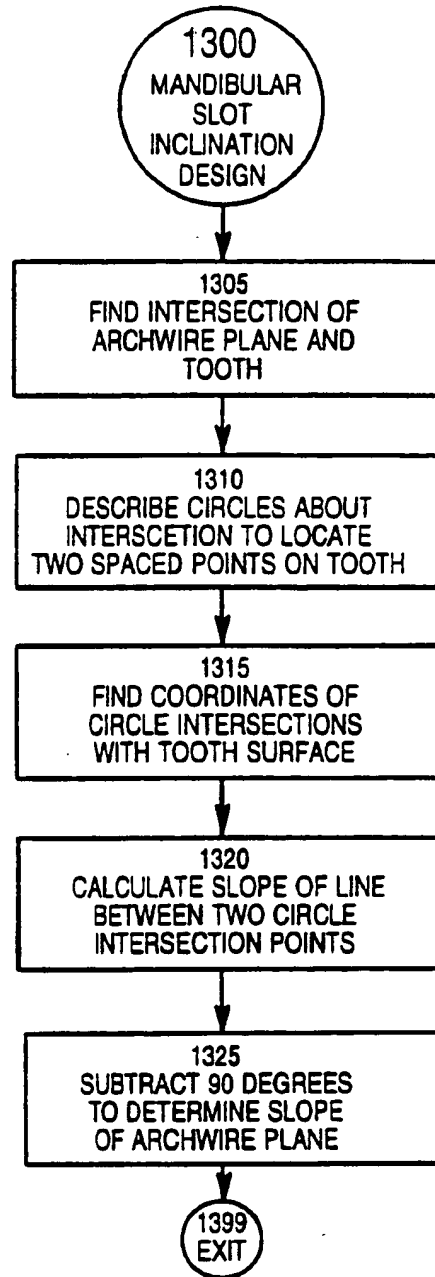 1300
MANDIBULAR
SLOT
INCLINATION
DESIGN
1305
FIND INTERSECTION OF
ARCHWIRE PLANE AND
TOOTH
1310
DESCRIBE CIRCLES ABOUT
INTERSCETION TO LOCATE
TWO SPACED POINTS ON TOOTH
1315
FIND COORDINATES OF
CIRCLE INTERSECTIONS
WITH TOOTH SURFACE
1320
CALCULATE SLOPE OF LINE
BETWEEN TWO CIRCLE
INTERSECTION POINTS
1325
SUBTRACT 90 DEGREES
TO DETERMINE SLOPE
OF ARCHWIRE PLANE
1399
EXIT